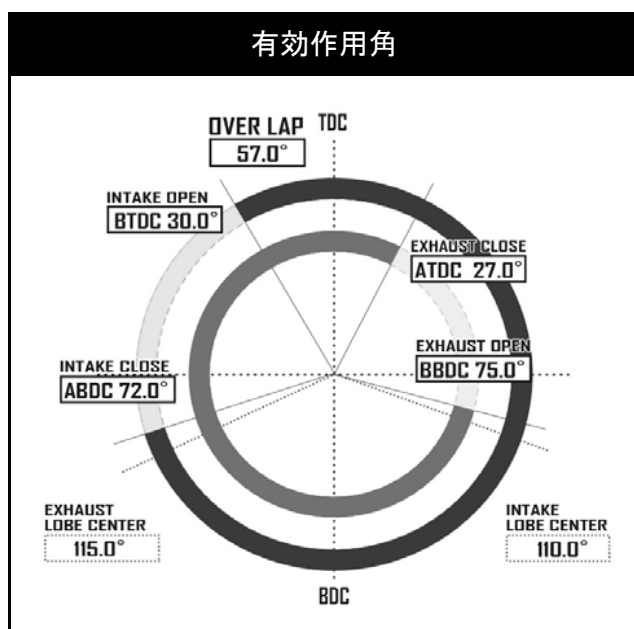 有効作用角
OVER LAP
57.0°
TDC
INTAKE OPEN
BTDC 30.0°
EXHAUST CLOSE
ATDC 27.0°
EXHAUST OPEN
BBDC 75.0°
INTAKE CLOSE
ABDC 72.0°
EXHAUST
LOBE CENTER
115.0°
INTAKE
LOBE CENTER
110.0°
BDC